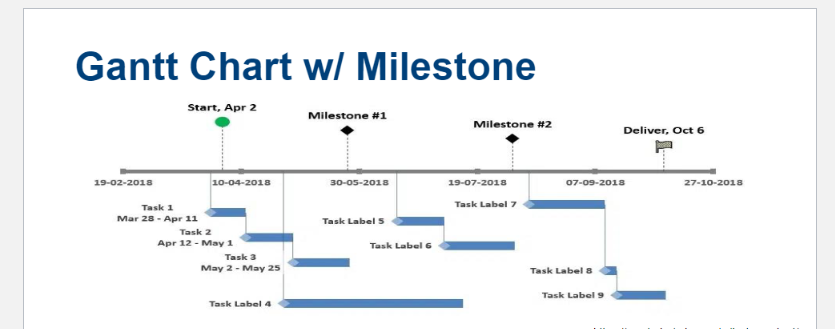 Gantt Chart w/ Milestone
Start, Apr 2
Milestone #1
Milestone #2
Deliver, Oct 6
19-02-2018
10-04-2018
30-05-2018
19-07-2018
07-09-2018
27-10-2018
Task 1
Mar 28 - Apr 11
Task 2
Apr 12 - May 1
Task 3
May 2 - May 25
Task Label 4
Task Label 5
Task Label 6
Task Label 7
Task Label 8
Task Label 9